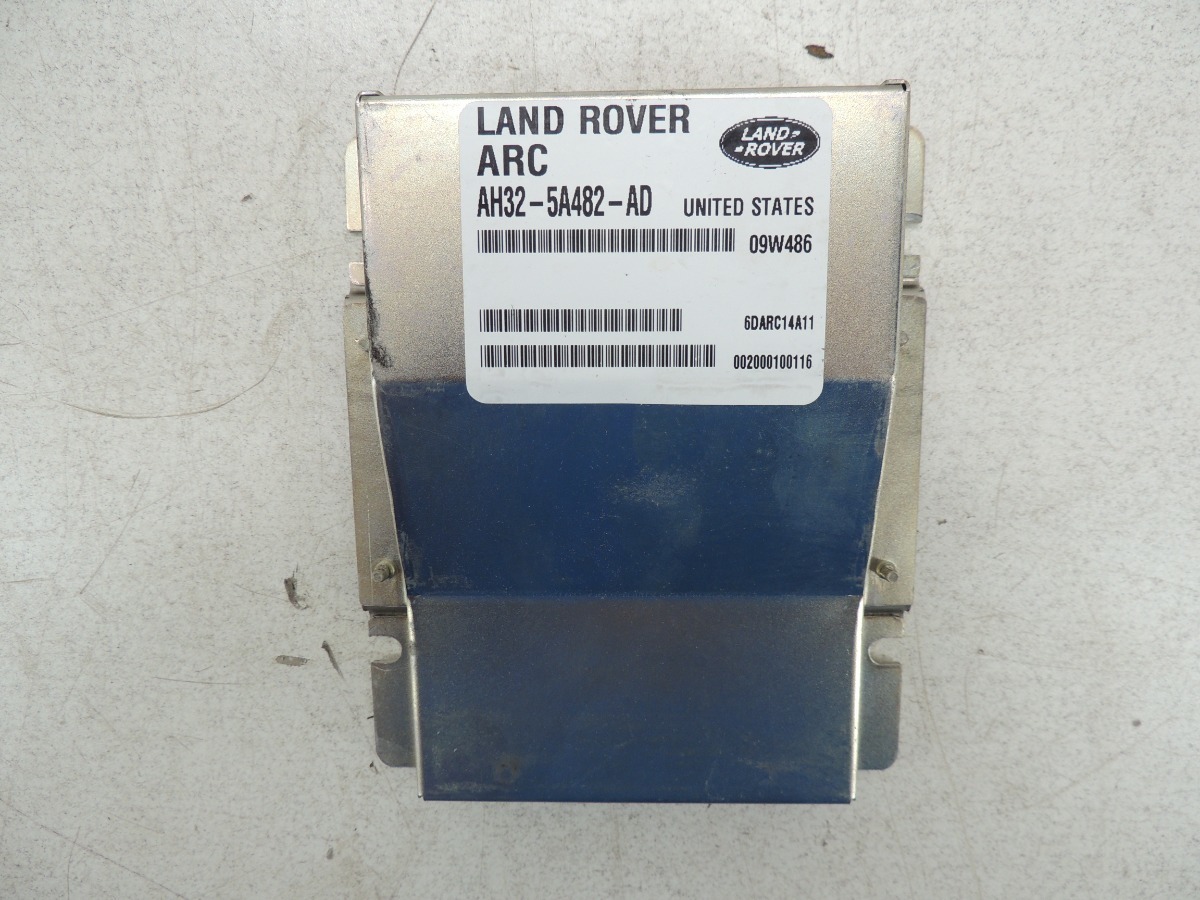 LAND ROVER
ARC
LAND-
-ROVER
AH32-5A482-AD UNITED STATES
09W486
6DARC14A11
002000100116